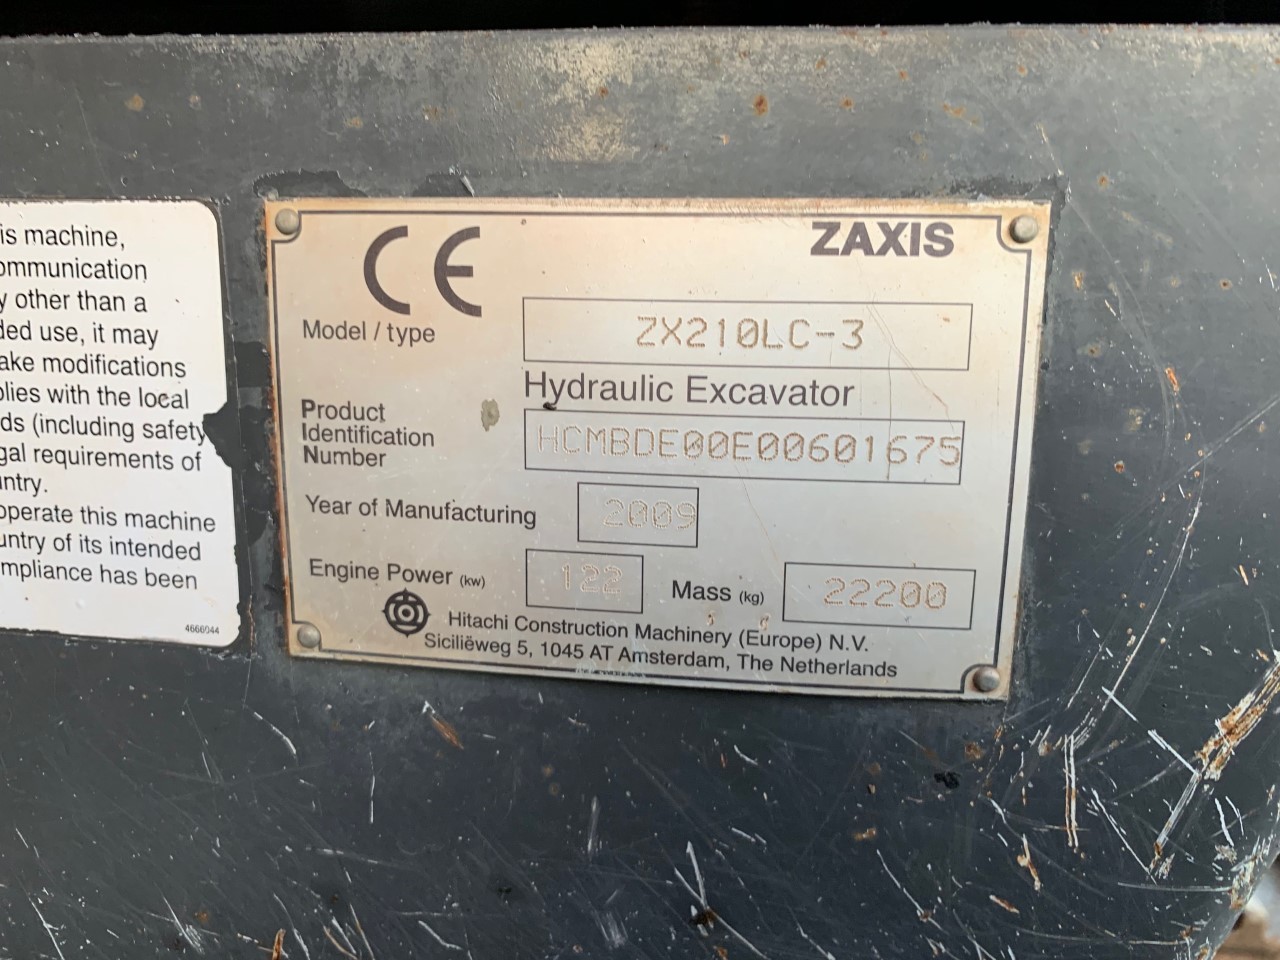 is machine,
ommunication
y other than a
ded use, it may
ake modifications
plies with the local
ds (including safety
gal requirements of
untry.
operate this machine
untry of its intended
mpliance has been
4666944
CE
ZAXIS
Model / type
ZX210LC-3
Hydraulic Excavator
Product
Identification
Number
HCMBDE00E00601675
Year of Manufacturing
2009
Engine Power (kw)
122
Mass (kg)
22200
Hitachi Construction Machinery (Europe) N.V.
Siciliëweg 5, 1045 AT Amsterdam, The Netherlands